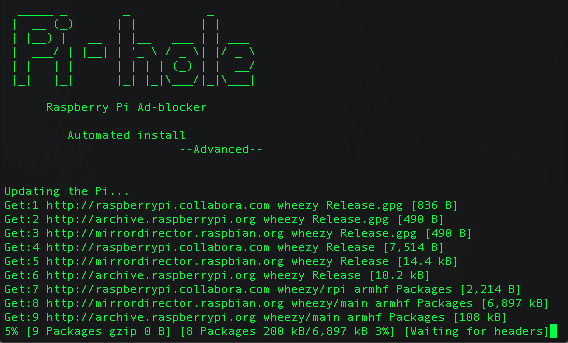 Pi-hole
Raspberry Pi Ad-blocker
Automated install
--Advanced--
Updating the Pi...
Get:1 http://raspberrypi.collabora.com wheezy Release.gpg [836 B]
Get:2 http://archive.raspberrypi.org wheezy Release.gpg [490 B]
Get:3 http://mirrordirector.raspbian.org wheezy Release.gpg [490 B]
Get:4 http://raspberrypi.collabora.com wheezy Release [7,514 B]
Get:5 http://mirrordirector.raspbian.org wheezy Release [14.4 kB]
Get:6 http://archive.raspberrypi.org wheezy Release [10.2 kB]
Get:7 http://raspberrypi.collabora.com wheezy/rpi armhf Packages [2,214 B]
Get:8 http://mirrordirector.raspbian.org wheezy/main armhf Packages [6,897 kB]
Get:9 http://archive.raspberrypi.org wheezy/main armhf Packages [108 kB]
5% [9 Packages gzip 0 B] [8 Packages 200 kB/6,897 kB 3%] [Waiting for headers]